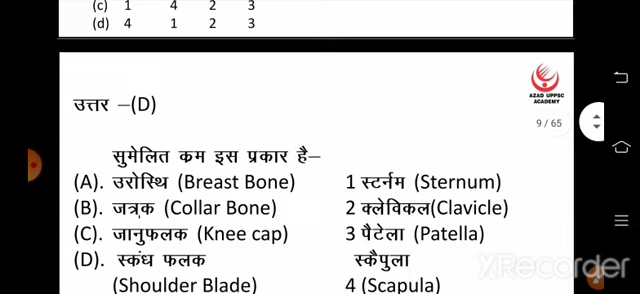 (c) 1 4 2 3
(d) 4 1 2 3
AZAD UPPSC
ACADEMY
उत्तर –(D)
9 / 65
सुमेलित कम इस प्रकार है–
(A). उरोस्थि (Breast Bone) 1 स्टर्नम (Sternum)
(B). जत्रुक (Collar Bone) 2 क्लेविकल(Clavicle)
(C). जानुफलक (Knee cap) 3 पैटेला (Patella)
(D). स्कंघ फलक स्कैपुला
(Shoulder Blade) 4 (Scapula)
XRecorder